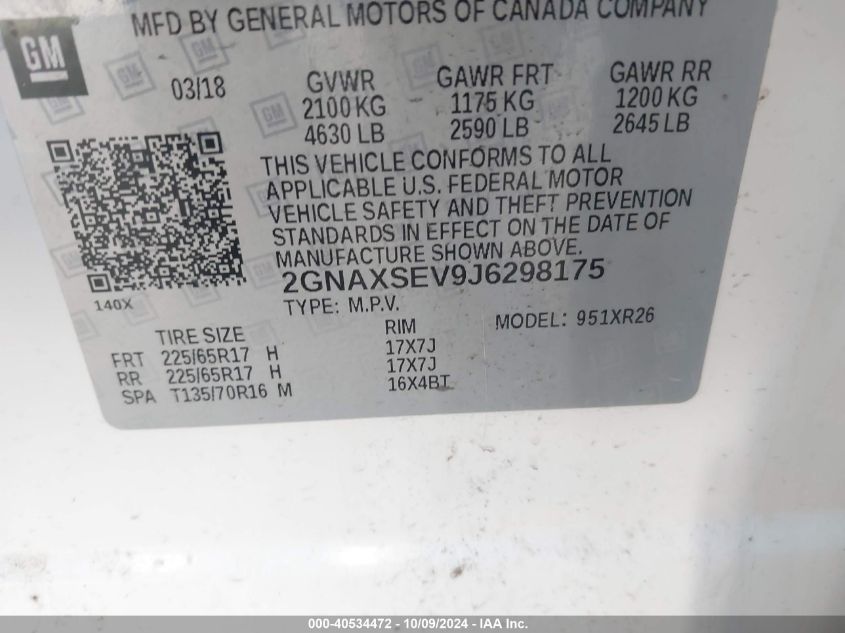 MFD BY GENERAL MOTORS OF CANADA COMPANY
GM
03/18
GVWR
2100 KG
4630 LB
GAWR FRT
1175 KG
2590 LB
GAWR RR
1200 KG
2645 LB
THIS VEHICLE CONFORMS TO ALL
APPLICABLE U.S. FEDERAL MOTOR
VEHICLE SAFETY AND THEFT PREVENTION
STANDARDS IN EFFECT ON THE DATE OF
MANUFACTURE SHOWN ABOVE.
2GNAXSEV9J6298175
140X
TYPE: M.P.V.
MODEL: 951XR26
TIRE SIZE RIM
FRT 225/65R17 H 17X7J
RR 225/65R17 H 17X7J
SPA T135/70R16 M 16X4BT
000-40534472 - 10/09/2024 - IAA Inc.